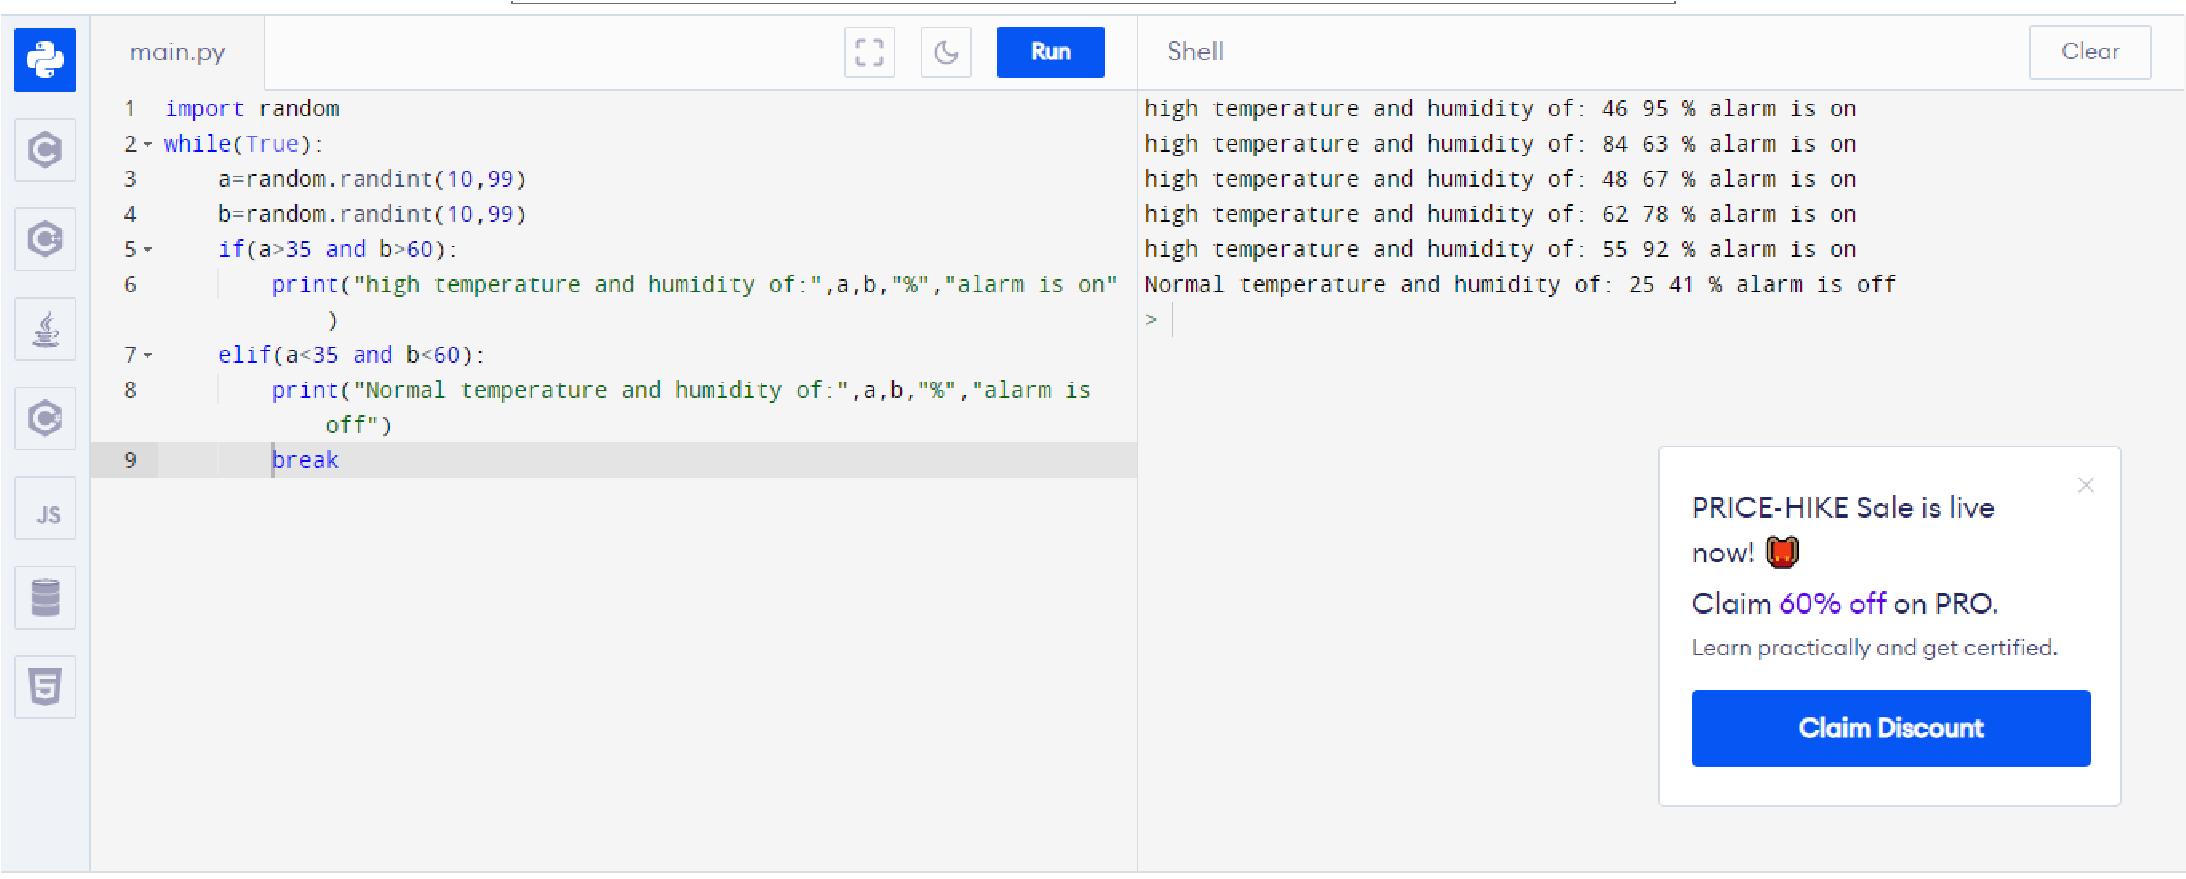 main.py
Run
Shell
Clear
1 import random
2 while(True):
3 a=random.randint(10,99)
4 b=random.randint(10,99)
5 if(a>35 and b>60):
6 print("high temperature and humidity of:",a,b,"%","alarm is on"
)
7 elif(a<35 and b<60):
8 print("Normal temperature and humidity of:",a,b,"%","alarm is
off")
9 break
high temperature and humidity of: 46 95 % alarm is on
high temperature and humidity of: 84 63 % alarm is on
high temperature and humidity of: 48 67 % alarm is on
high temperature and humidity of: 62 78 % alarm is on
high temperature and humidity of: 55 92 % alarm is on
Normal temperature and humidity of: 25 41 % alarm is off
>
JS
PRICE-HIKE Sale is live
now!
Claim 60% off on PRO.
Learn practically and get certified.
Claim Discount